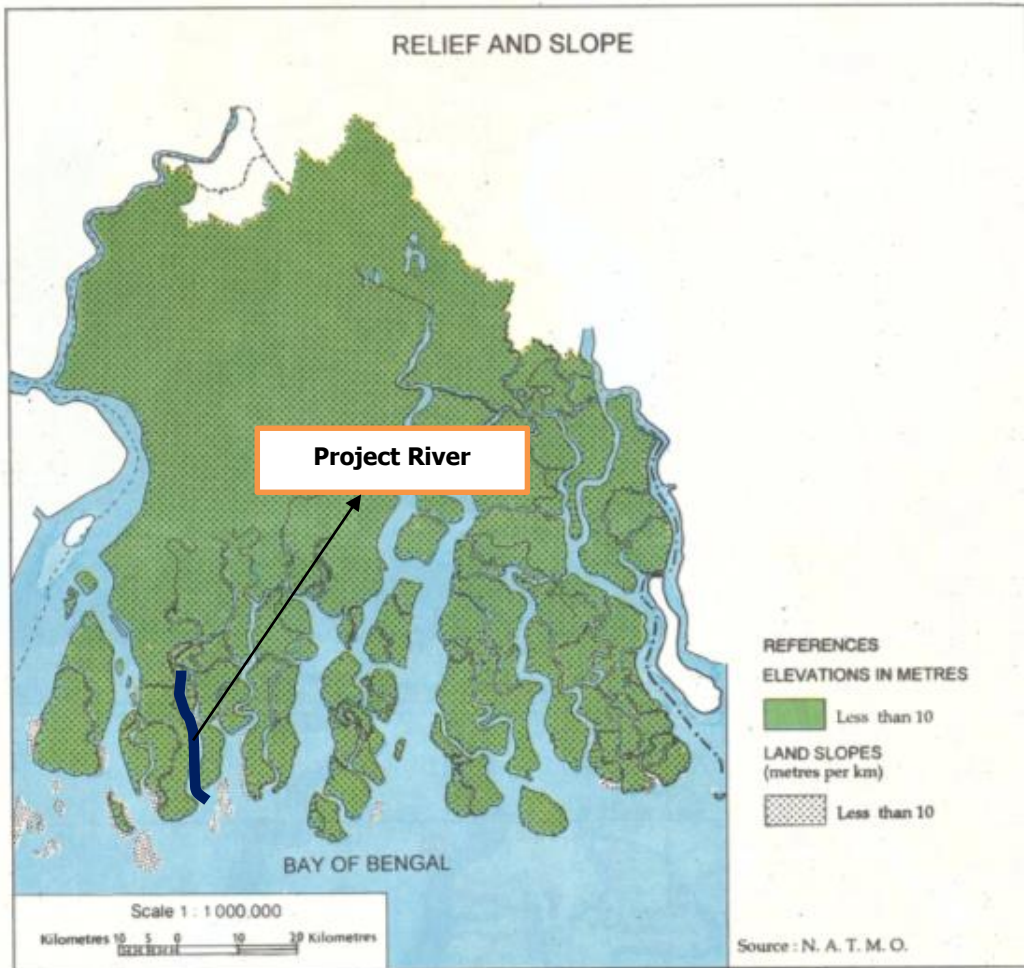 RELIEF AND SLOPE
Project River
REFERENCES
ELEVATIONS IN METRES
Less than 10
LAND SLOPES
(metres per km)
Less than 10
BAY OF BENGAL
Scale 1 : 1 000,000
Kilometres 10 5 0 10 20 Kilometres
Source : N. A. T. M. O.